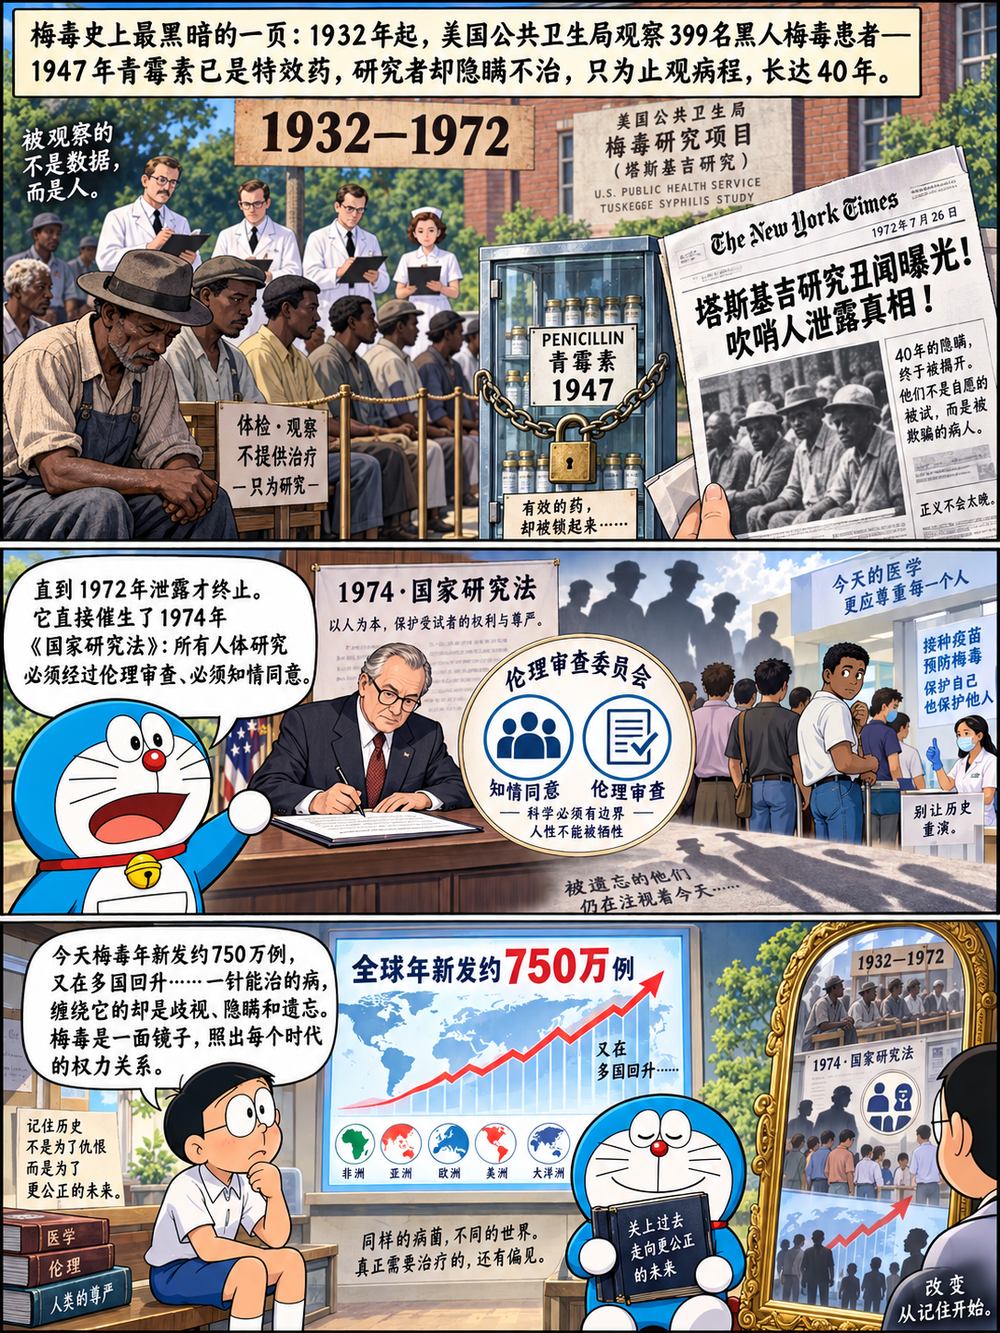 梅毒史上最黑暗的一页：1932年起，美国公共卫生局观察399名黑人梅毒患者—
1947年青霉素已是特效药，研究者却隐瞒不治，只为止观病程，长达40年。
被观察的
不是数据，
而是人。
1932—1972
美国公共卫生局
梅毒研究项目
（塔斯基吉研究）
U.S. PUBLIC HEALTH SERVICE
TUSKEGEE SYPHILIS STUDY
The New York Times
1972年7月26日
塔斯基吉研究丑闻曝光！
吹哨人泄露真相！
40年的隐瞒，
终于被揭开。
他们不是自愿的
被试，而是被
欺骗的病人。
正义不会太晚。
PENICILLIN
青霉素
1947
有效的药，
却被锁起来……
体检·观察
不提供治疗
—只为研究—
直到1972年泄露才终止。
它直接催生了1974年
《国家研究法》：所有人体研究
必须经过伦理审查、必须知情同意。
1974·国家研究法
以人为本，保护受试者的权利与尊严。
伦理审查委员会
知情同意
伦理审查
— 科学必须有边界 —
人性不能被牺牲
今天的医学
更应尊重每一个人
接种疫苗
预防梅毒
保护自己
也保护他人
别让历史
重演。
被遗忘的他们
仍在注视着今天……
今天梅毒年新发约750万例，
又在多国回升……一针能治的病，
缠绕它的却是歧视、隐瞒和遗忘。
梅毒是一面镜子，照出每个时代
的权力关系。
全球年新发约750万例
又在
多国回升……
非洲
亚洲
欧洲
美洲
大洋洲
记住历史
不是为了仇恨
而是为了
更公正的未来。
医学
伦理
人类的尊严
同样的病菌，不同的世界。
真正需要治疗的，还有偏见。
关上过去
走向更公正
的未来
1932—1972
1974·国家研究法
改变
从记住开始。